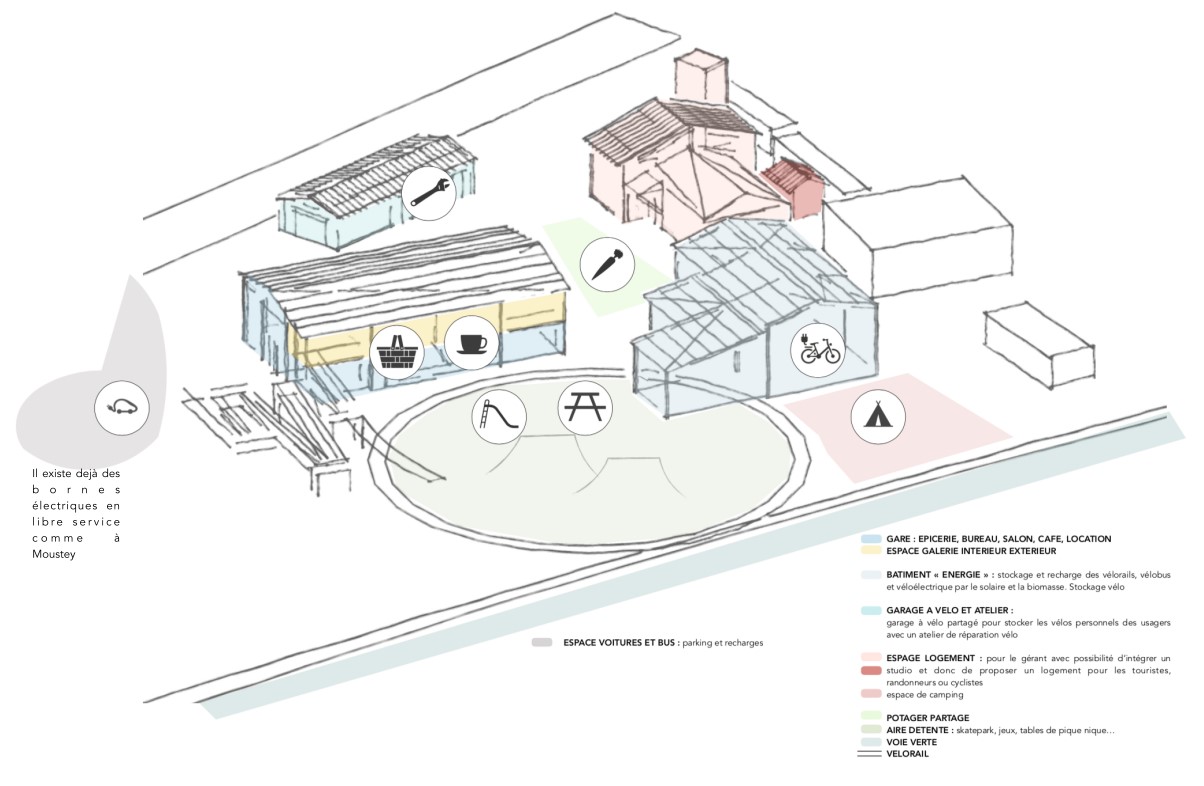 Il existe dejà des
bornes
électriques en
libre service
comme à
Moustey
GARE : EPICERIE, BUREAU, SALON, CAFE, LOCATION
ESPACE GALERIE INTERIEUR EXTERIEUR
BATIMENT « ENERGIE » : stockage et recharge des vélorails, vélobus
et véloélectrique par le solaire et la biomasse. Stockage vélo
GARAGE A VELO ET ATELIER :
garage à vélo partagé pour stocker les vélos personnels des usagers
avec un atelier de réparation vélo
ESPACE VOITURES ET BUS : parking et recharges
ESPAGE LOGEMENT : pour le gérant avec possibilité d'intégrer un
studio et donc de proposer un logement pour les touristes,
randonneurs ou cyclistes
espace de camping
POTAGER PARTAGE
AIRE DETENTE : skatepark, jeux, tables de pique nique…
VOIE VERTE
VELORAIL